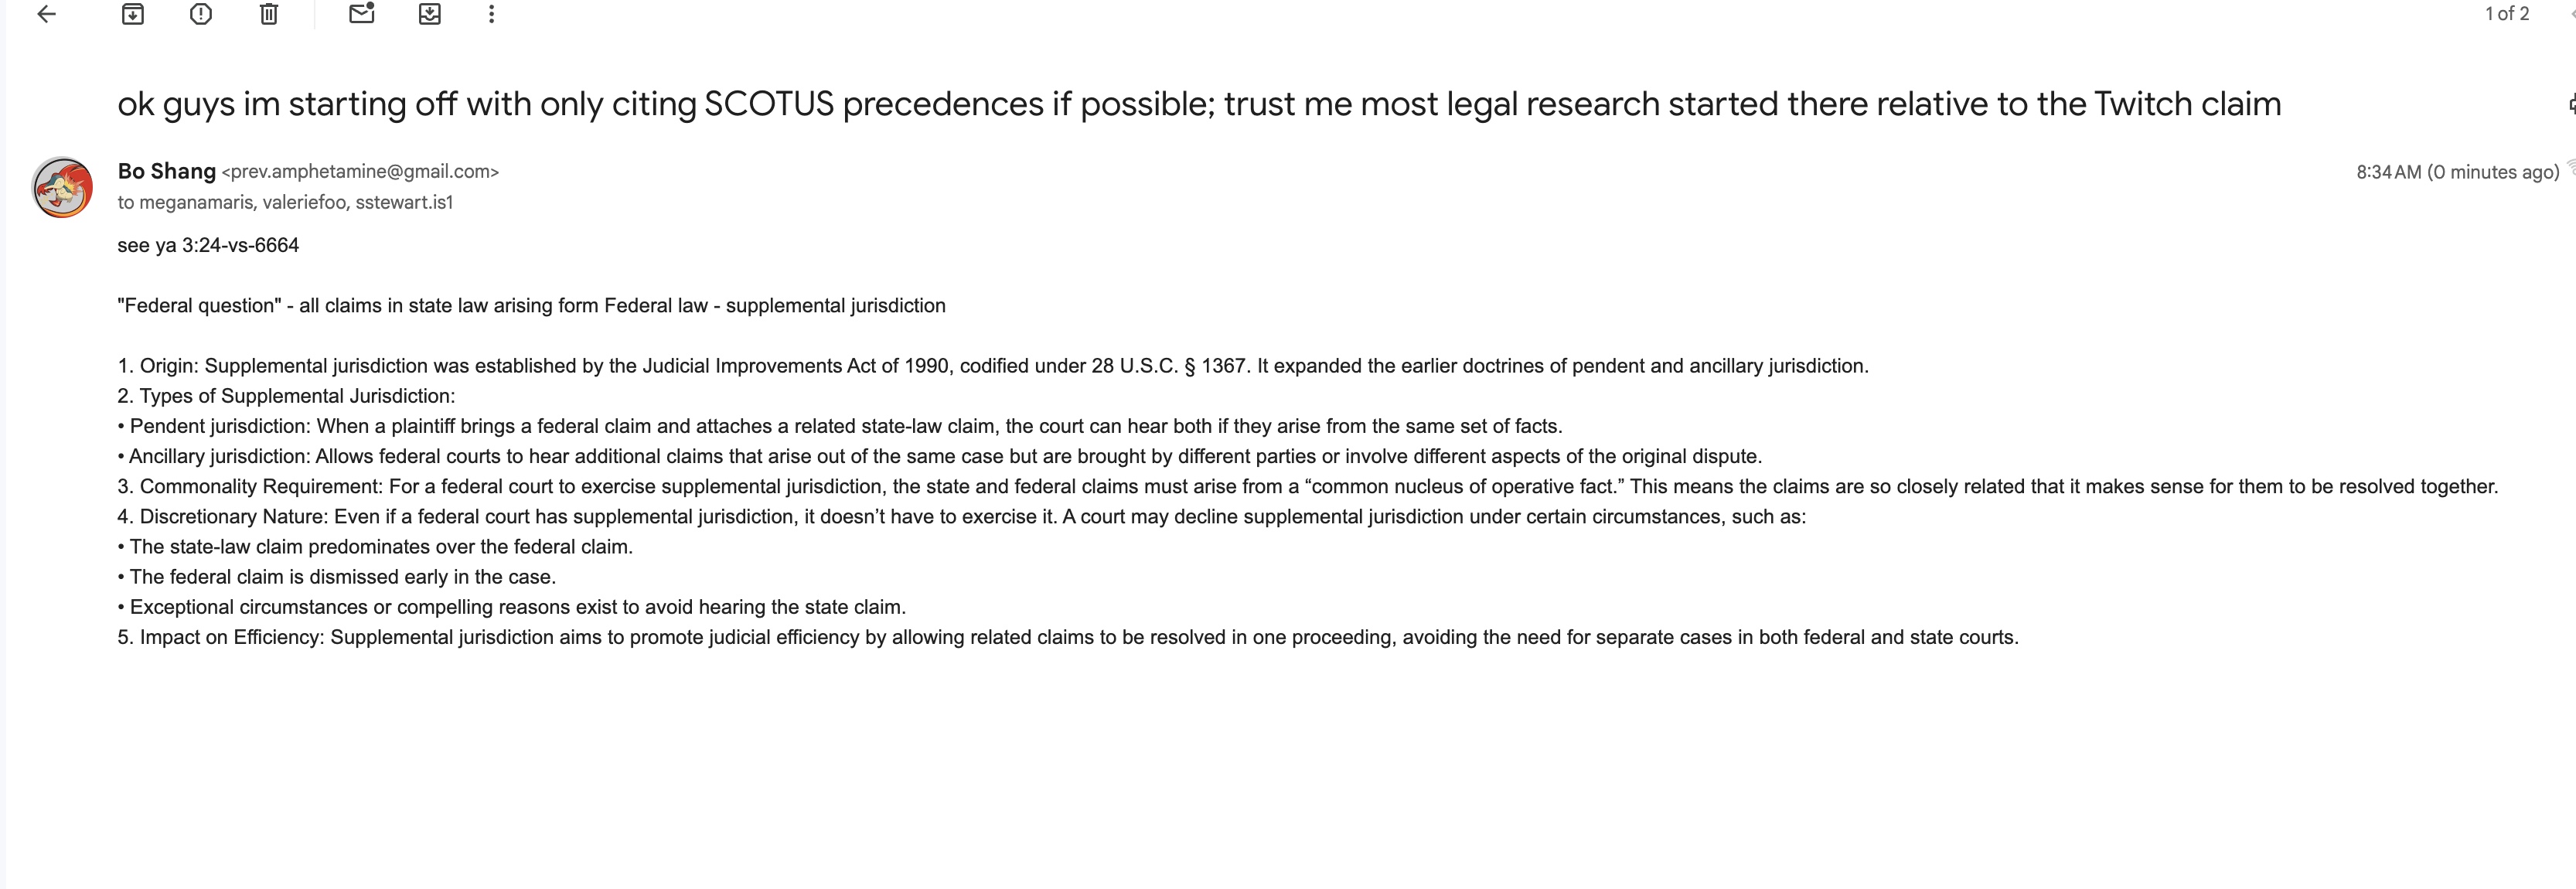 1 of 2
ok guys im starting off with only citing SCOTUS precedences if possible; trust me most legal research started there relative to the Twitch claim
Bo Shang <prev.amphetamine@gmail.com>
8:34 AM (0 minutes ago)
to meganamaris, valeriefoo, sstewart.is1
see ya 3:24-vs-6664
"Federal question" - all claims in state law arising form Federal law - supplemental jurisdiction
1. Origin: Supplemental jurisdiction was established by the Judicial Improvements Act of 1990, codified under 28 U.S.C. § 1367. It expanded the earlier doctrines of pendent and ancillary jurisdiction.
2. Types of Supplemental Jurisdiction:
• Pendent jurisdiction: When a plaintiff brings a federal claim and attaches a related state-law claim, the court can hear both if they arise from the same set of facts.
• Ancillary jurisdiction: Allows federal courts to hear additional claims that arise out of the same case but are brought by different parties or involve different aspects of the original dispute.
3. Commonality Requirement: For a federal court to exercise supplemental jurisdiction, the state and federal claims must arise from a “common nucleus of operative fact.” This means the claims are so closely related that it makes sense for them to be resolved together.
4. Discretionary Nature: Even if a federal court has supplemental jurisdiction, it doesn’t have to exercise it. A court may decline supplemental jurisdiction under certain circumstances, such as:
• The state-law claim predominates over the federal claim.
• The federal claim is dismissed early in the case.
• Exceptional circumstances or compelling reasons exist to avoid hearing the state claim.
5. Impact on Efficiency: Supplemental jurisdiction aims to promote judicial efficiency by allowing related claims to be resolved in one proceeding, avoiding the need for separate cases in both federal and state courts.